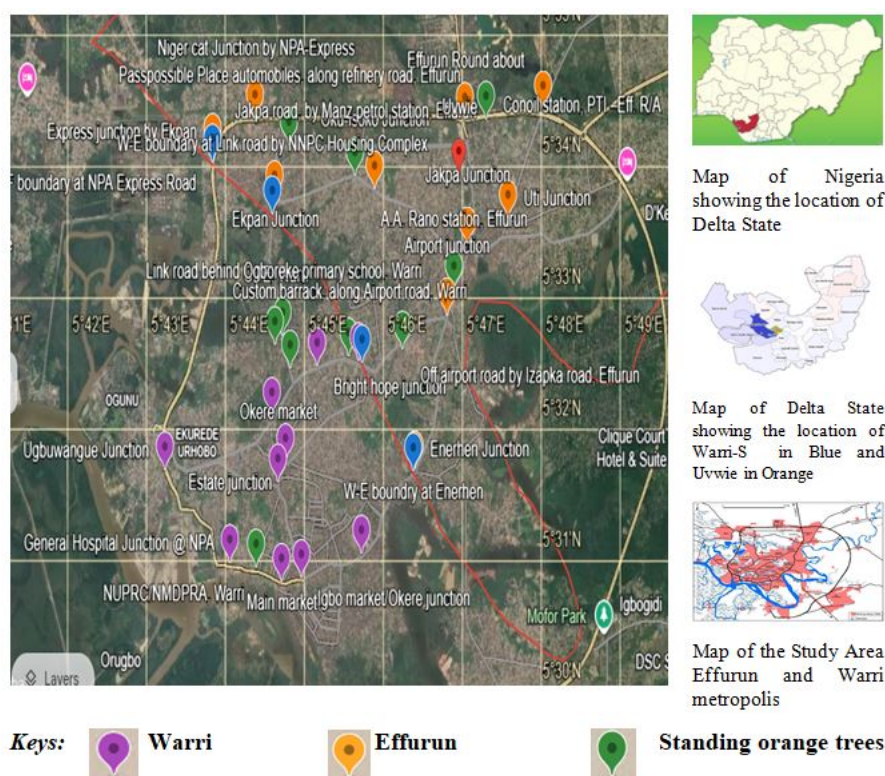 5°35'N
Niger cat Junction by NPA-Express
Effurun Round about
Passpossible Place automobiles, along refinery road, Effurun
Jakpa road, by Manz petrol station
Uvwie
Conoil station, PTI -Eff. R/A
Express junction by Ekpan
W-E boundary at Link road by NNPC Housing Complex
5°34'N
boundary at NPA Express Road
Jakpa Junction
Uti Junction
Ekpan Junction
A.A. Rano station, Effurun
D'Ke
Airport junction
Link road behind Ogboreke primary school, Warri
5°33'N
Custom barrack, along Airport road, Warri
41'E
5°42'E
5°43'E
5°44'E
5°45'E
5°46'E
5°47'E
5°48'E
5°49'E
Bright hope junction
Off airport road by Izapka road, Effurun
OGUNU
Okere market
5°32'N
Ugbuwangue Junction
EKUREDE
URHOBO
Enerhen Junction
Clique Court
Hotel & Suite
Estate junction
W-E boundry at Enerhen
General Hospital Junction @ NPA
5°31'N
NUPRC/NMDPRA, Warri
Main market
Igbo market/Okere junction
Mofor Park
Igbogidi
Orugbo
5°30'N
DSC S
Layers
Map of Nigeria
showing the location of
Delta State
Map of Delta State
showing the location of
Warri-S in Blue and
Uvwie in Orange
Map of the Study Area
Effurun and Warri
metropolis
Keys: Warri Effurun Standing orange trees